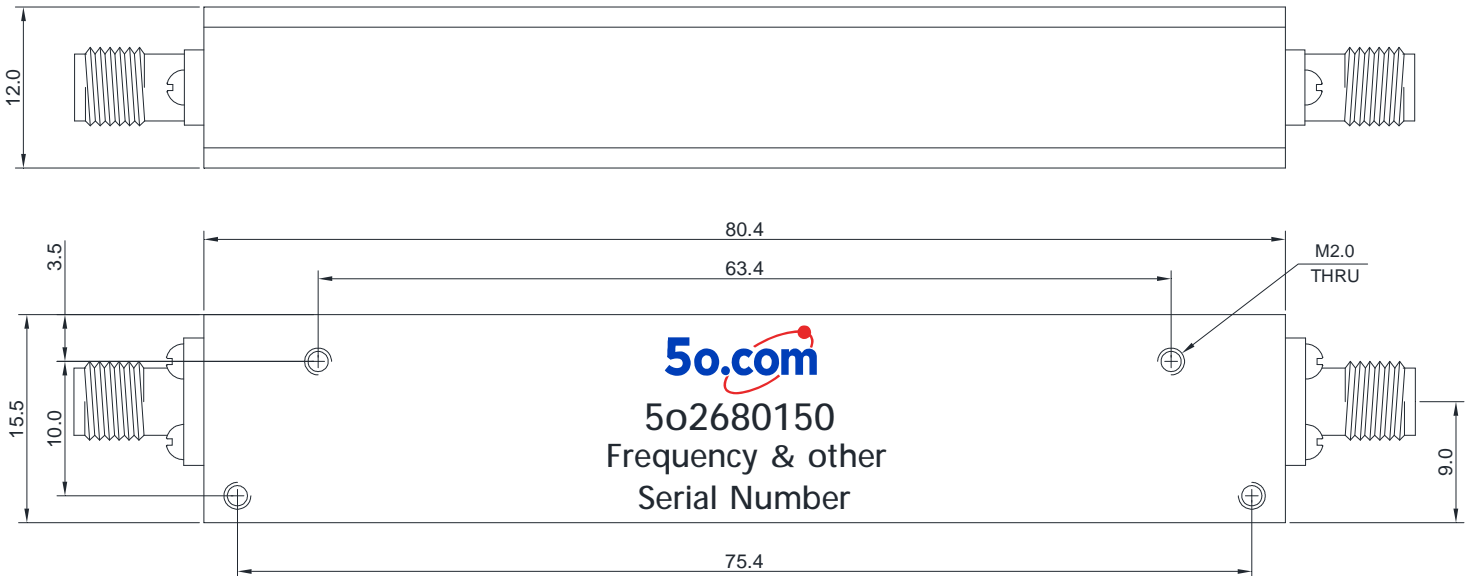 12.0
80.4
3.5
63.4
M2.0
THRU
5o.com
5o2680150
Frequency & other
Serial Number
15.5
10.0
9.0
75.4